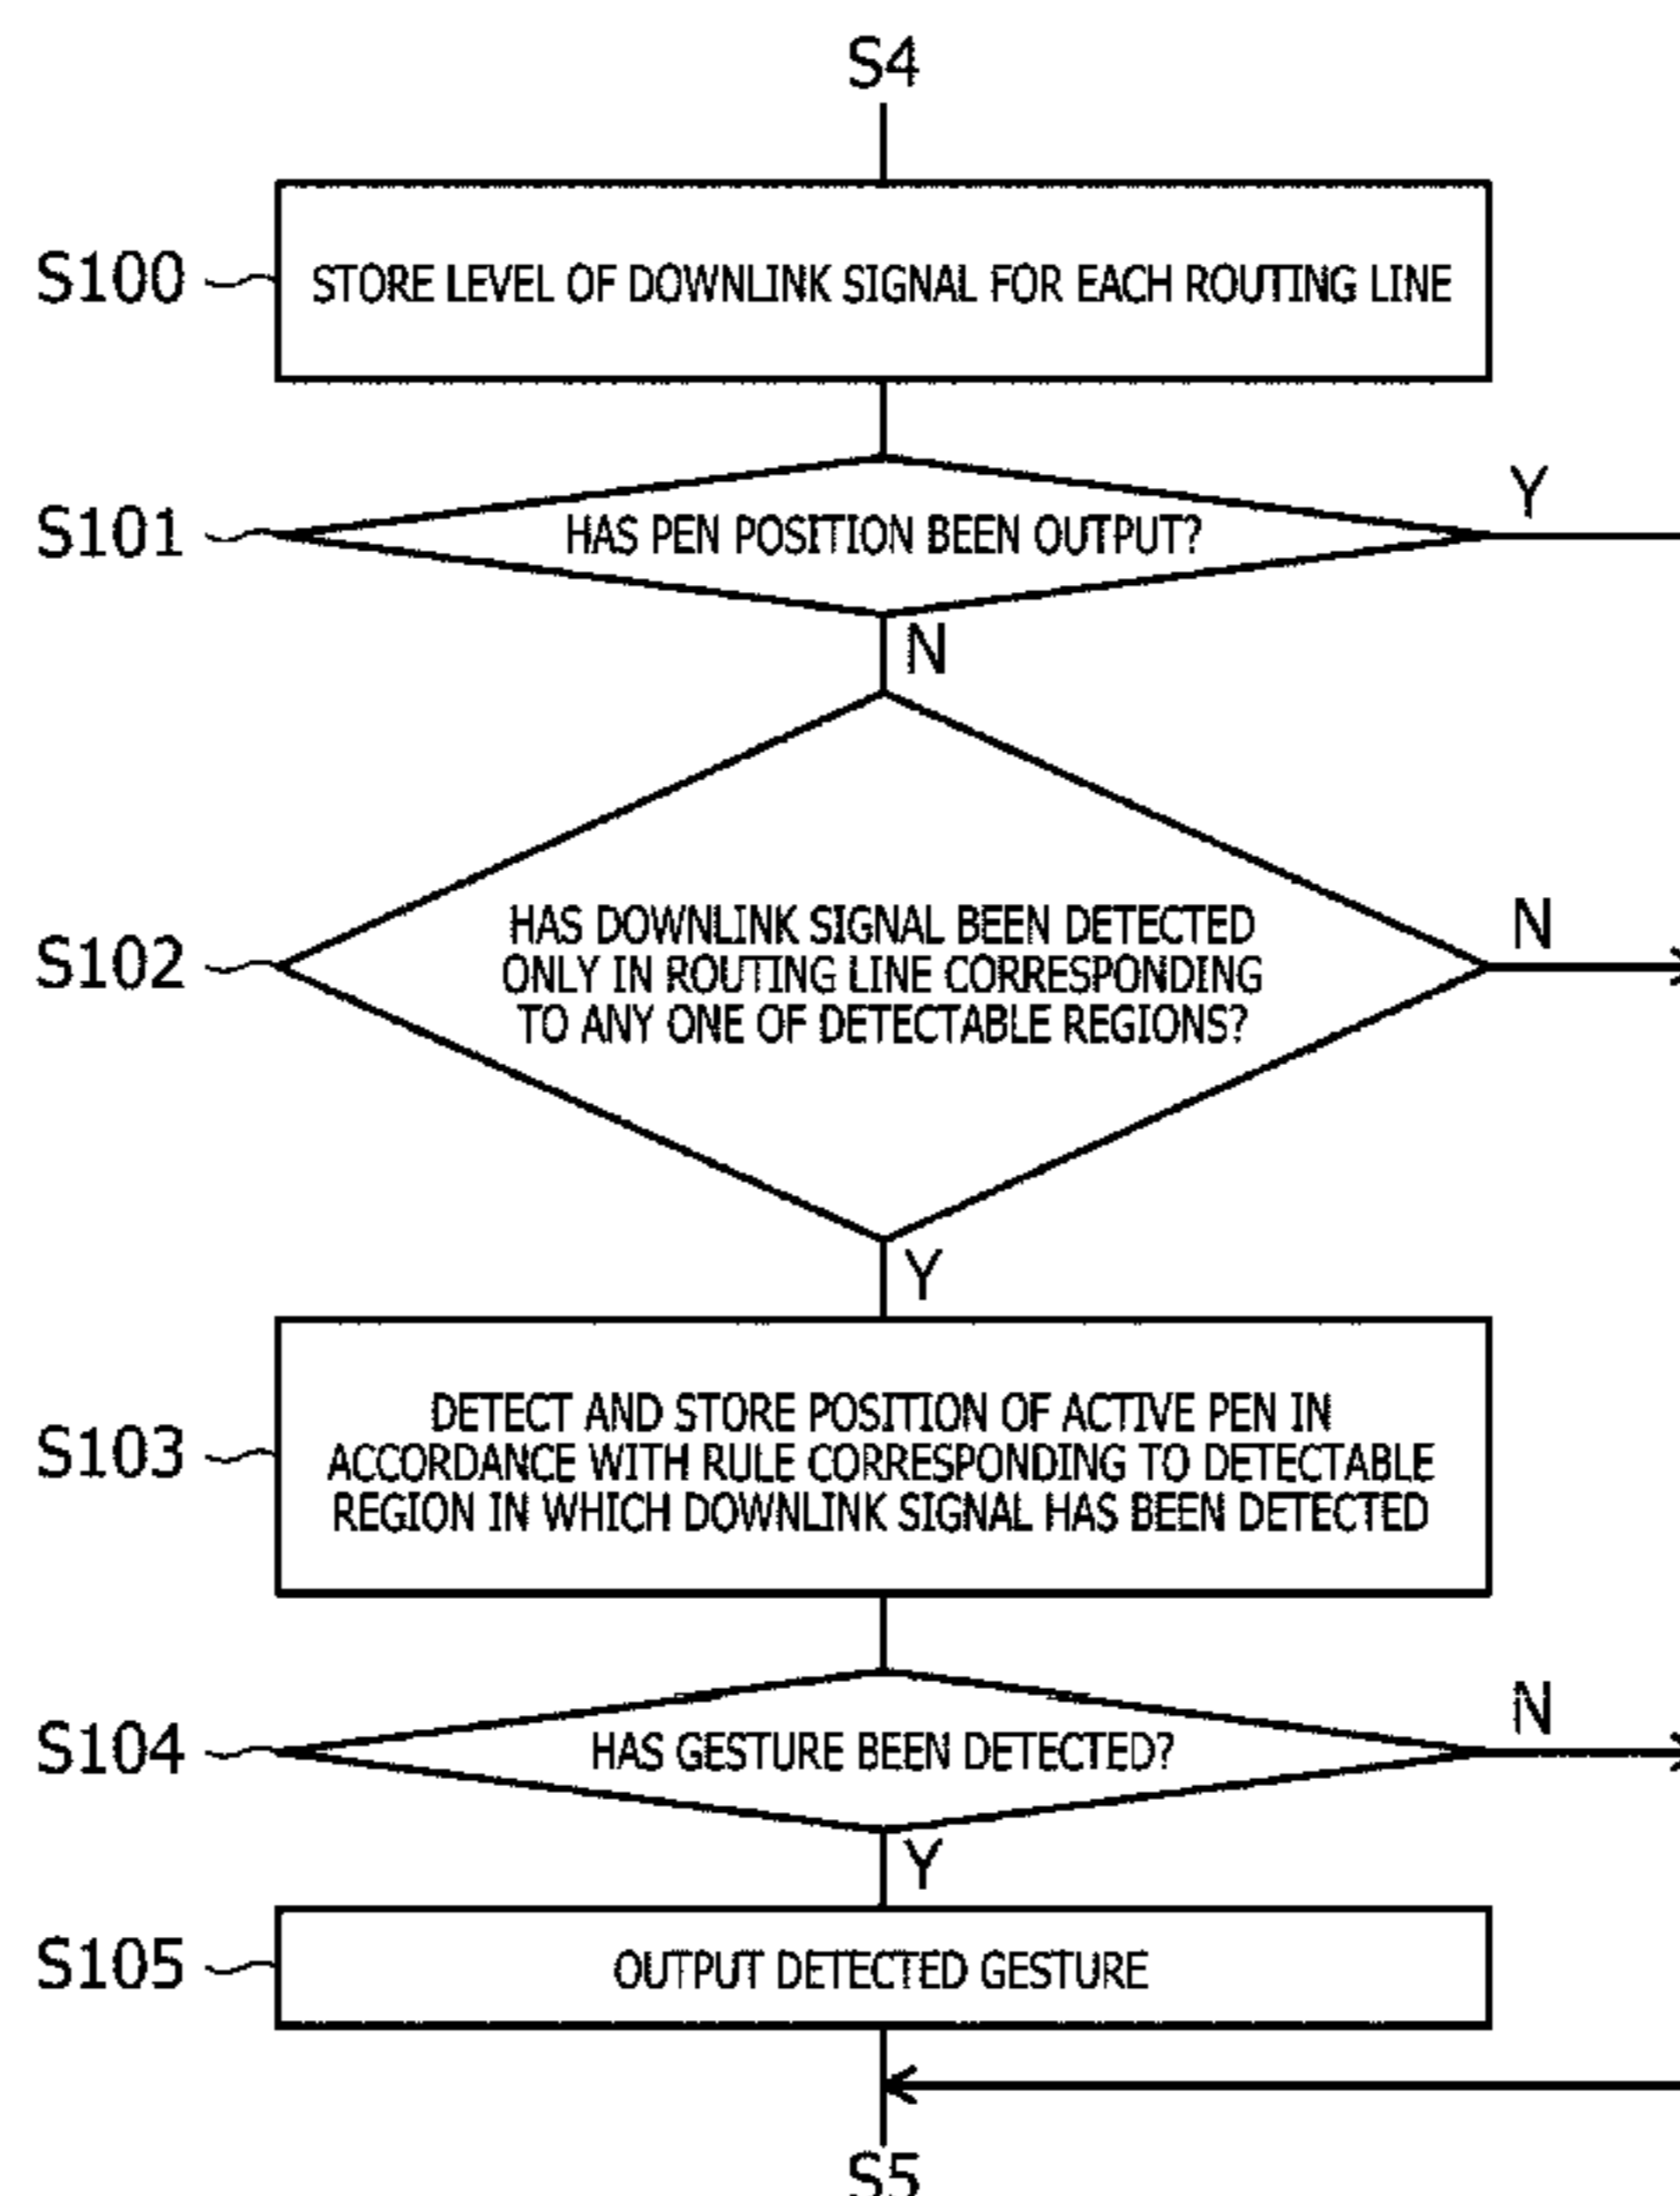 S4
S100
STORE LEVEL OF DOWNLINK SIGNAL FOR EACH ROUTING LINE
S101
HAS PEN POSITION BEEN OUTPUT?
Y
N
S102
HAS DOWNLINK SIGNAL BEEN DETECTED
ONLY IN ROUTING LINE CORRESPONDING
TO ANY ONE OF DETECTABLE REGIONS?
N
Y
S103
DETECT AND STORE POSITION OF ACTIVE PEN IN
ACCORDANCE WITH RULE CORRESPONDING TO DETECTABLE
REGION IN WHICH DOWNLINK SIGNAL HAS BEEN DETECTED
S104
HAS GESTURE BEEN DETECTED?
N
Y
S105
OUTPUT DETECTED GESTURE
S5